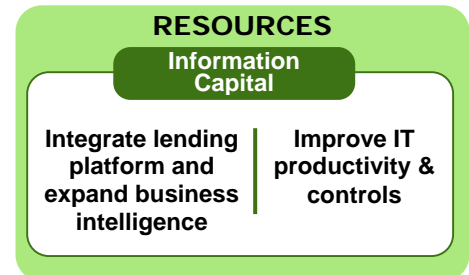 RESOURCES
Information
Capital
Integrate lending
platform and
expand business
intelligence
Improve IT
productivity &
controls